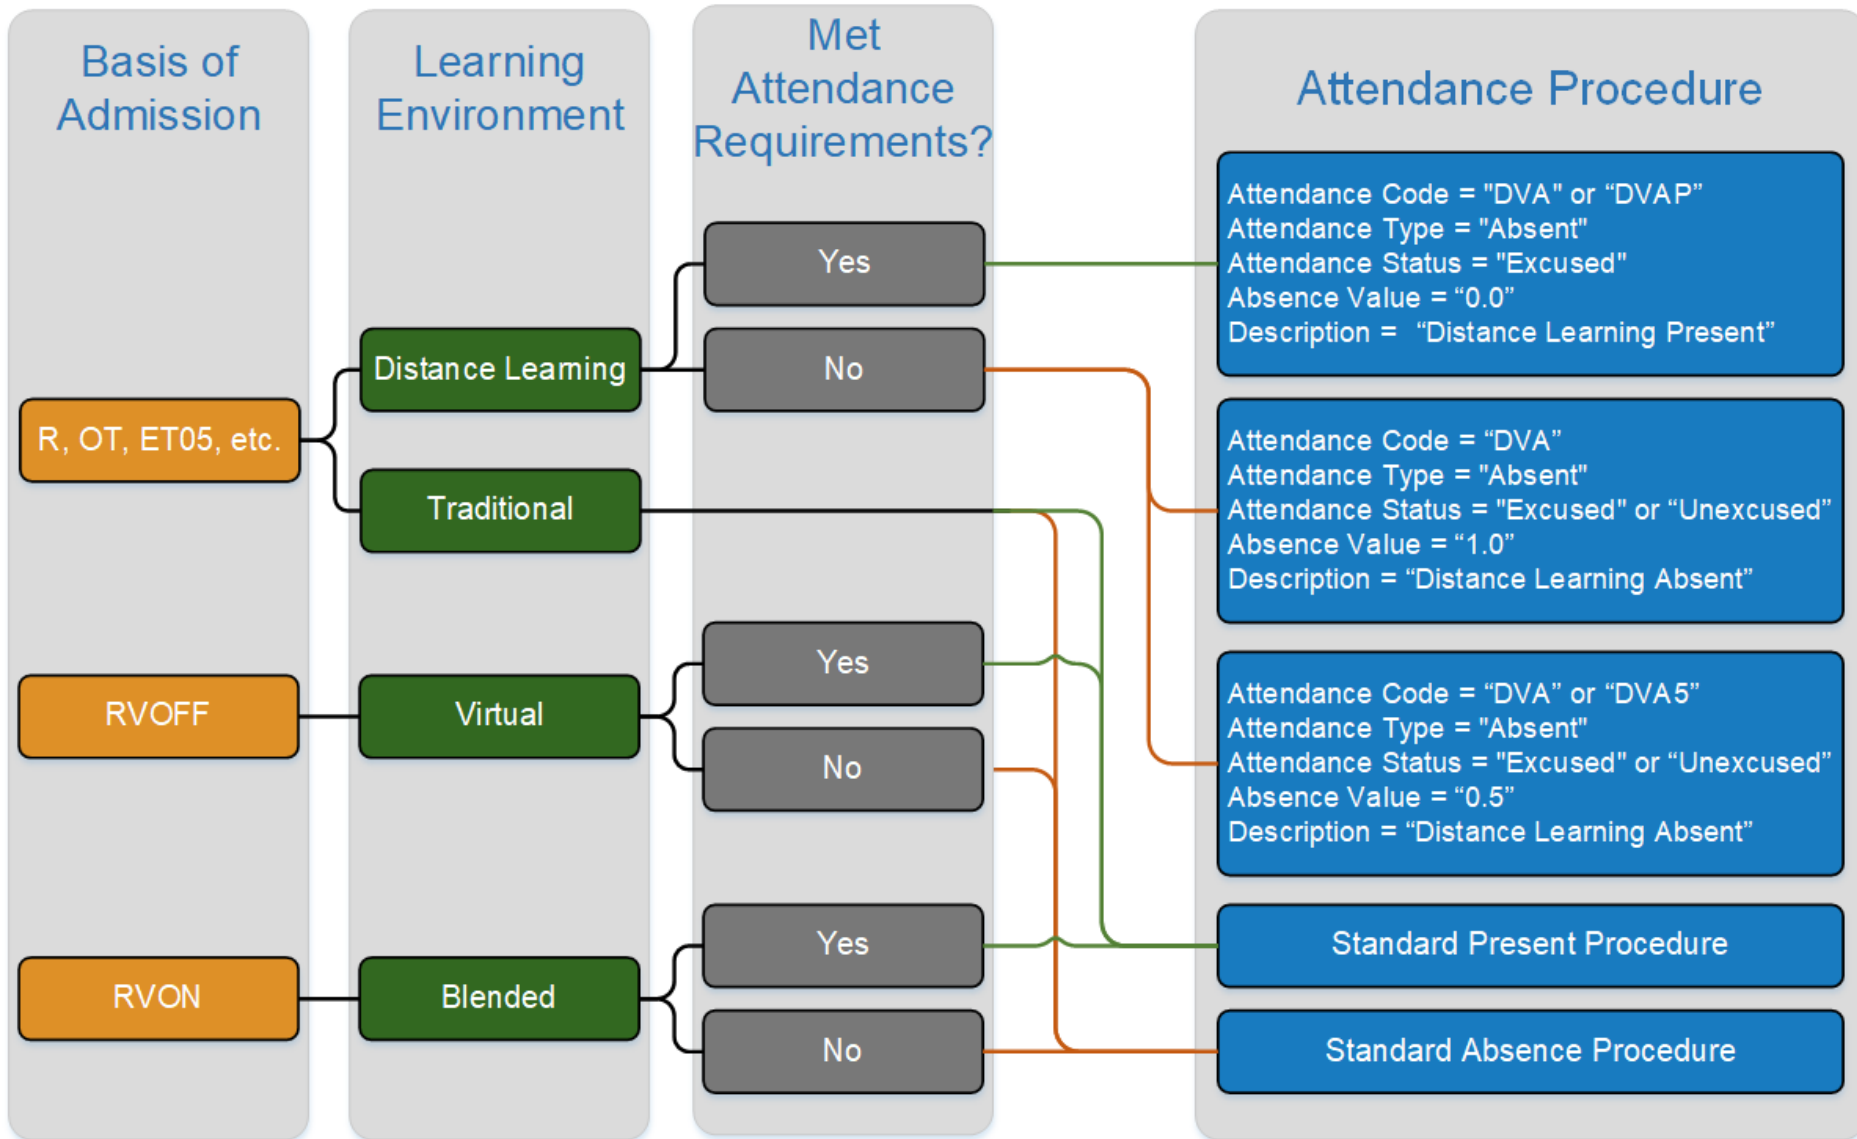 Basis of
Admission
Learning
Environment
Met
Attendance
Requirements?
Attendance Procedure
R, OT, ET05, etc.
RVOFF
RVON
Distance Learning
Traditional
Virtual
Blended
Yes
No
Yes
No
Yes
No
Attendance Code = "DVA" or “DVAP”
Attendance Type = "Absent"
Attendance Status = "Excused"
Absence Value = “0.0”
Description =  “Distance Learning Present”
Attendance Code = “DVA”
Attendance Type = "Absent"
Attendance Status = "Excused" or “Unexcused”
Absence Value = “1.0”
Description = “Distance Learning Absent”
Attendance Code = “DVA” or “DVA5”
Attendance Type = "Absent"
Attendance Status = "Excused" or “Unexcused”
Absence Value = “0.5”
Description = “Distance Learning Absent”
Standard Present Procedure
Standard Absence Procedure